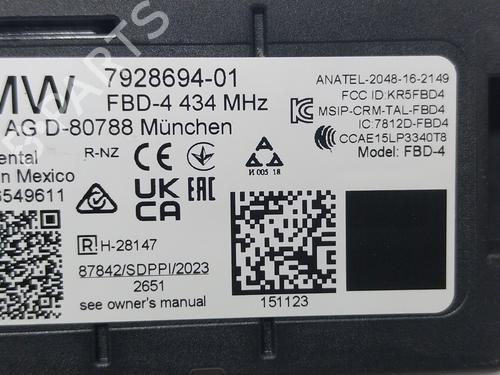 MW
7928694-01
FBD-4 434 MHz
AG D-80788 München
ental
n Mexico
6549611
R-NZ
CE
UK
CA
EAC
И 005 18
ANATEL-2048-16-2149
FCC ID: KR5FBD4
MSIP-CRM-TAL-FBD4
IC:7812D-FBD4
CCAE15LP3340T8
Model: FBD-4
R H-28147
87842/SDPPI/2023
2651
see owner's manual
151123